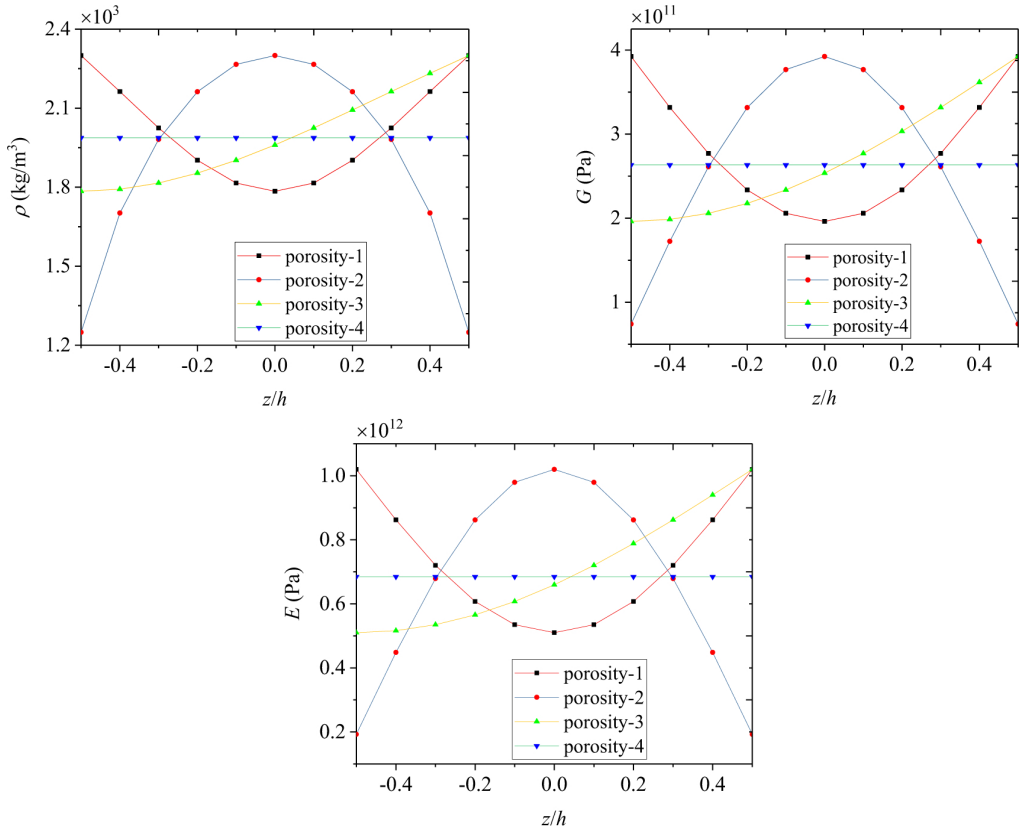 ×10³
2.4
2.1
1.8
1.5
1.2
ρ (kg/m³)
-0.4 -0.2 0.0 0.2 0.4
z/h
porosity-1
porosity-2
porosity-3
porosity-4
×10¹¹
4
3
2
1
G (Pa)
-0.4 -0.2 0.0 0.2 0.4
z/h
porosity-1
porosity-2
porosity-3
porosity-4
×10¹²
1.0
0.8
0.6
0.4
0.2
E (Pa)
-0.4 -0.2 0.0 0.2 0.4
z/h
porosity-1
porosity-2
porosity-3
porosity-4